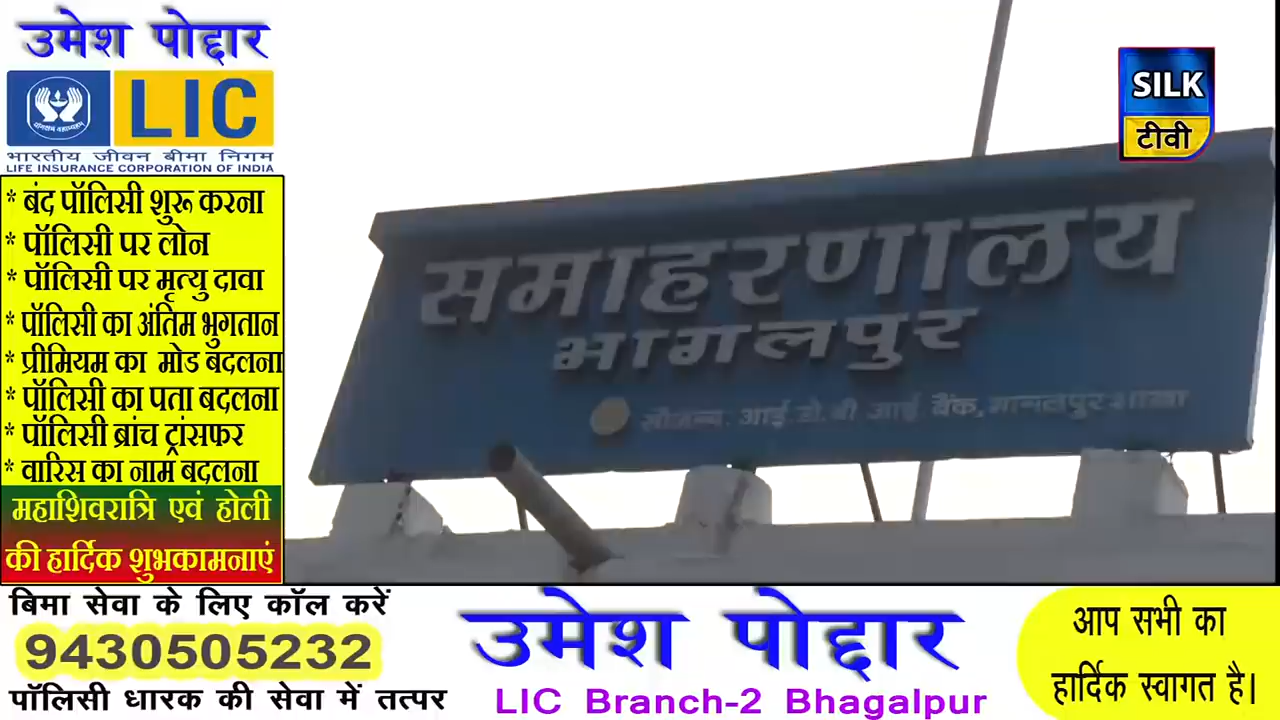 उमेश पोद्दार
LIC
भारतीय जीवन बीमा निगम
LIFE INSURANCE CORPORATION OF INDIA
* बंद पॉलिसी शुरू करना
* पॉलिसी पर लोन
* पॉलिसी पर मृत्यु दावा
* पॉलिसी का अंतिम भुगतान
* प्रीमियम का मोड बदलना
* पॉलिसी का पता बदलना
* पॉलिसी ब्रांच ट्रांसफर
* वारिस का नाम बदलना
महाशिवरात्रि एवं होली
की हार्दिक शुभकामनाएं
SILK
टीवी
समाहरणालय
भागलपुर
सौजन्य. आई.डी.बी आई बैंक, भागलपुर शाखा
बिमा सेवा के लिए कॉल करें
9430505232
पॉलिसी धारक की सेवा में तत्पर
उमेश पोद्दार
LIC Branch-2 Bhagalpur
आप सभी का
हार्दिक स्वागत है।